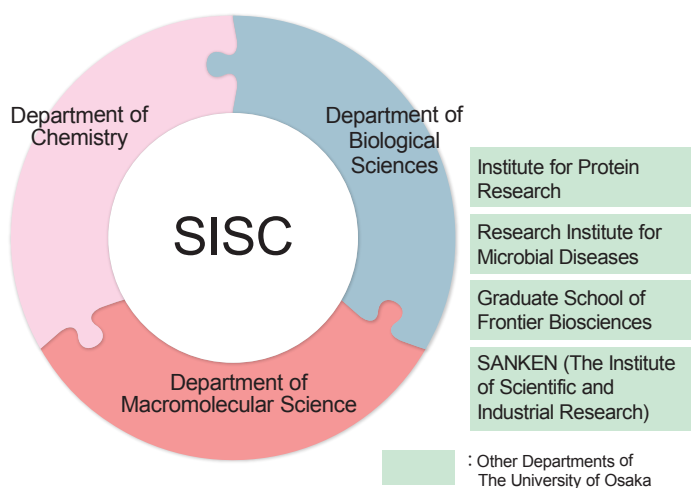 Department of
Chemistry
Department of
Biological
Sciences
SISC
Department of
Macromolecular Science
Institute for Protein
Research
Research Institute for
Microbial Diseases
Graduate School of
Frontier Biosciences
SANKEN (The Institute
of Scientific and
Industrial Research)
: Other Departments of
The University of Osaka